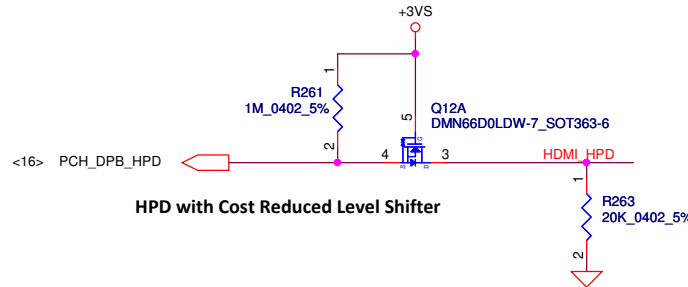 +3VS
1
R261
1M_0402_5%
2
5
Q12A
DMN66D0LDW-7_SOT363-6
G
S
D
<16> PCH_DPB_HPD
4
3
HDMI_HPD
HPD with Cost Reduced Level Shifter
1
R263
20K_0402_5%
2